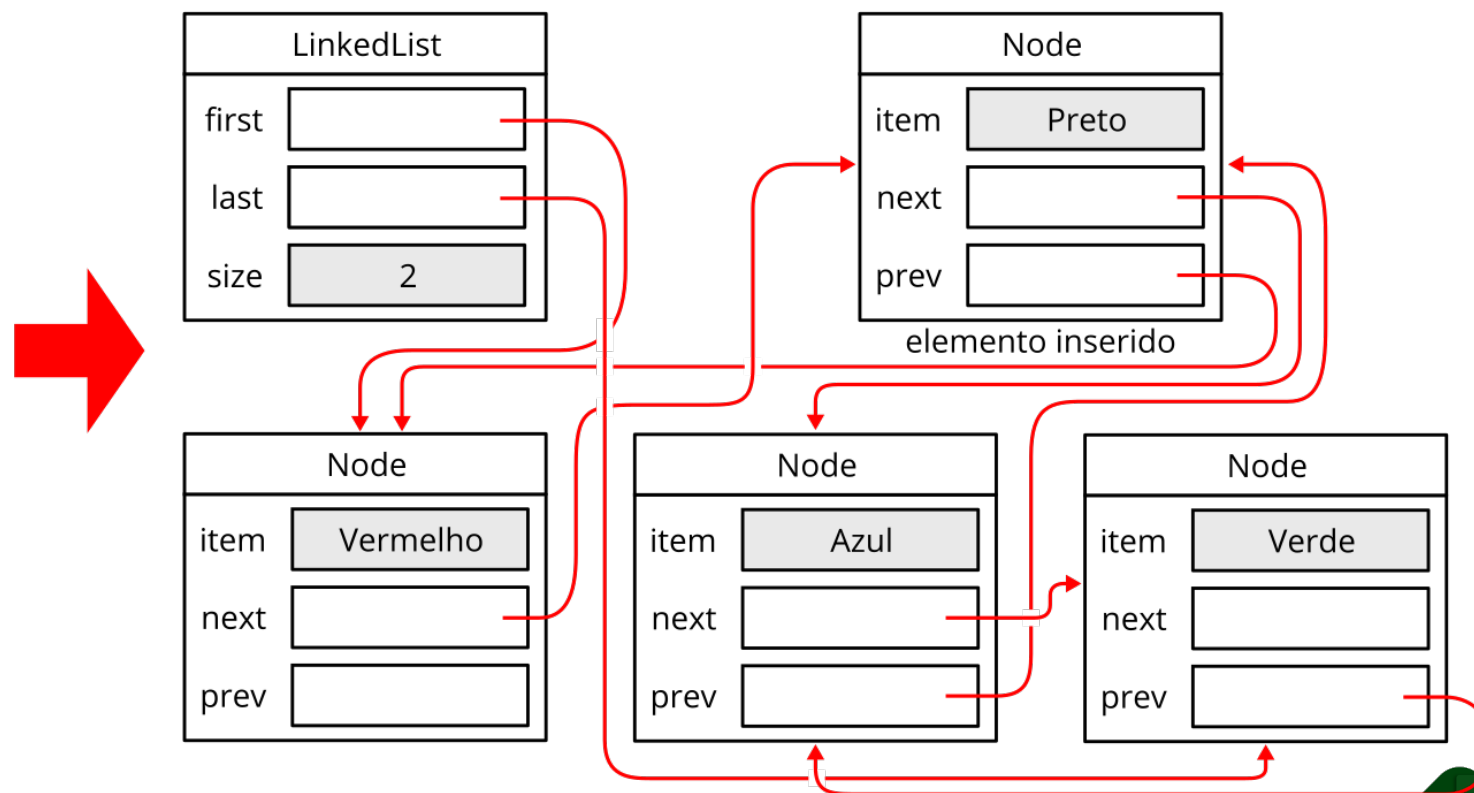 LinkedList
first
last
size 2
Node
item Preto
next
prev
elemento inserido
Node
item Vermelho
next
prev
Node
item Azul
next
prev
Node
item Verde
next
prev